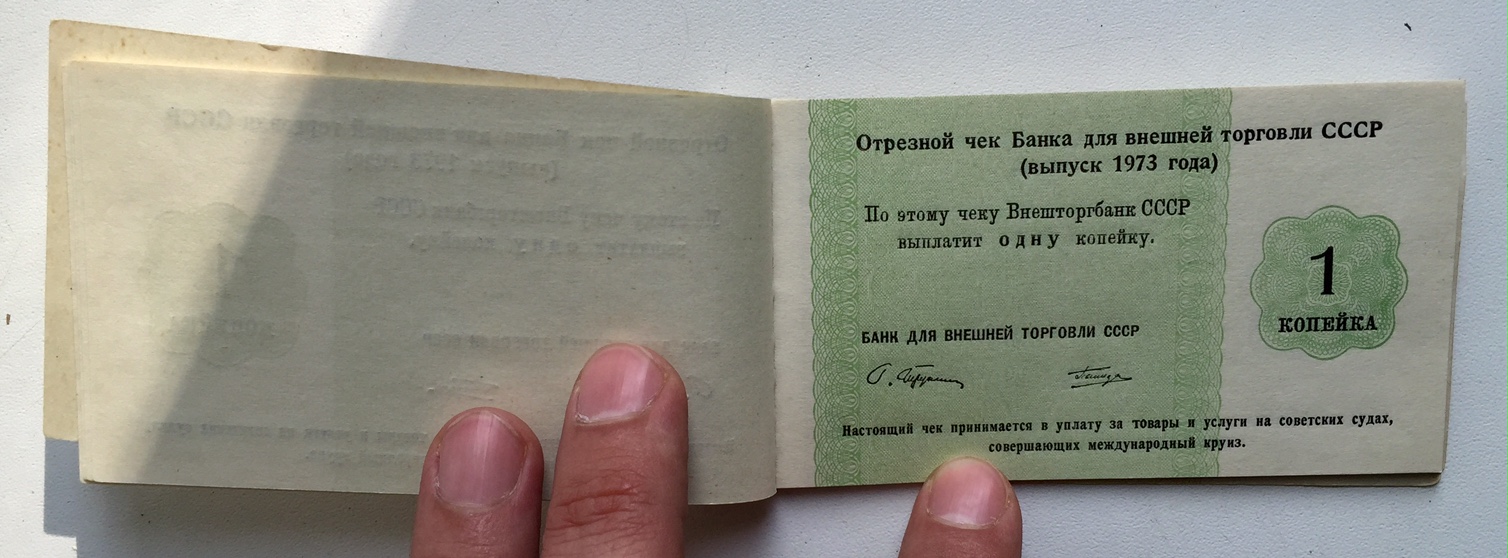 Отрезной чек Банка для внешней торговли СССР
(выпуск 1973 года)
По этому чеку Внешторгбанк СССР
выплатит одну копейку.
1
КОПЕЙКА
БАНК ДЛЯ ВНЕШНЕЙ ТОРГОВЛИ СССР
Настоящий чек принимается в уплату за товары и услуги на советских судах,
совершающих международный круиз.